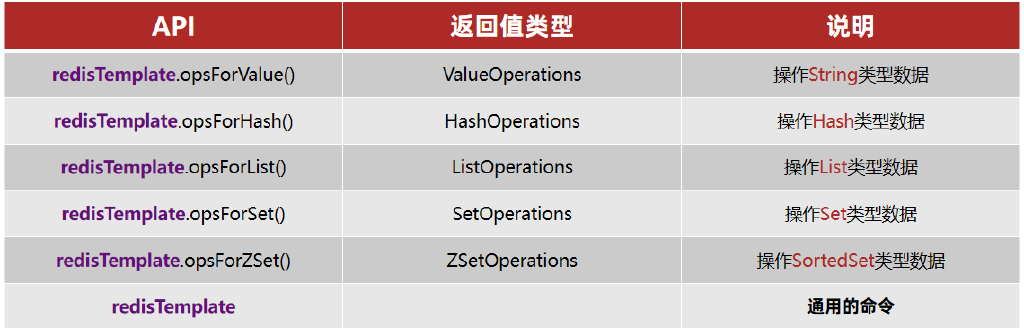 API 返回值类型 说明
redisTemplate.opsForValue() ValueOperations 操作String类型数据
redisTemplate.opsForHash() HashOperations 操作Hash类型数据
redisTemplate.opsForList() ListOperations 操作List类型数据
redisTemplate.opsForSet() SetOperations 操作Set类型数据
redisTemplate.opsForZSet() ZSetOperations 操作SortedSet类型数据
redisTemplate 通用的命令